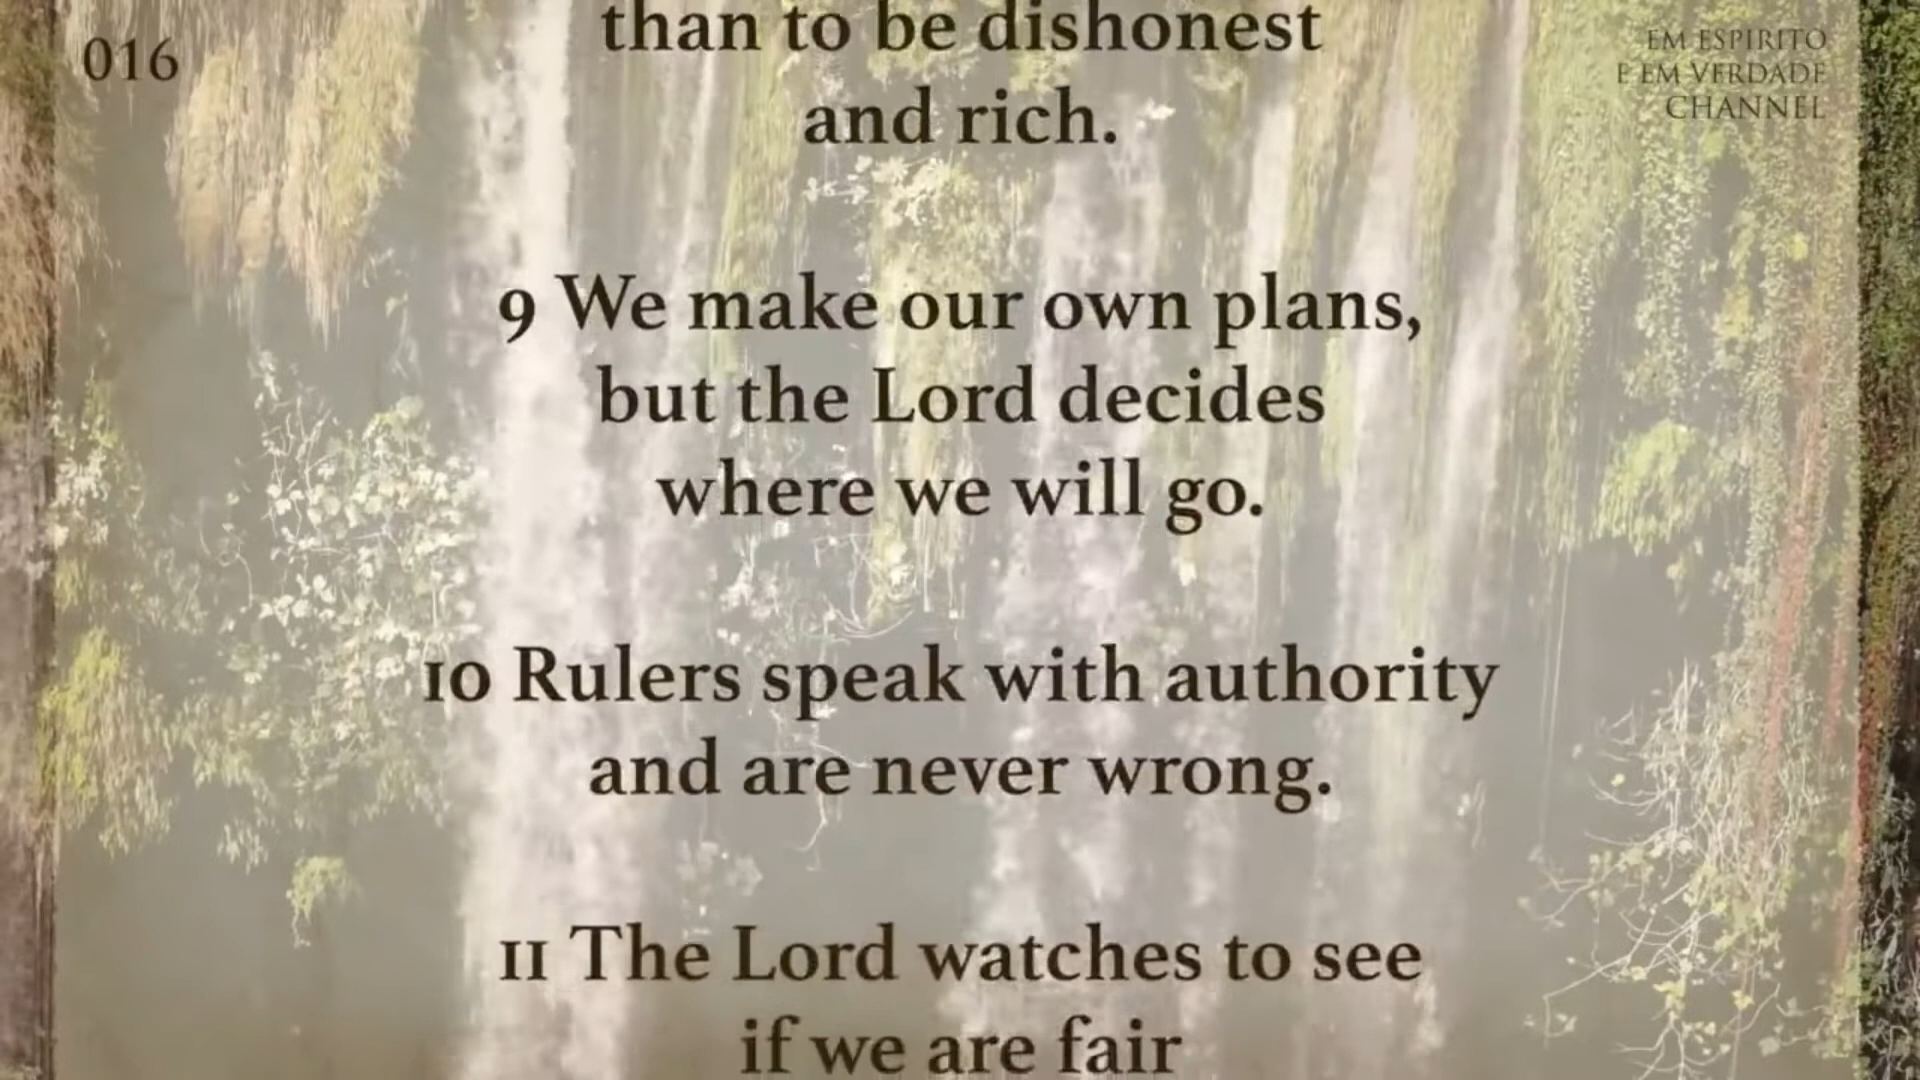 016
EM ESPIRITO
E EM VERDADE
CHANNEL
than to be dishonest
and rich.
9 We make our own plans,
but the Lord decides
where we will go.
10 Rulers speak with authority
and are never wrong.
11 The Lord watches to see
if we are fair